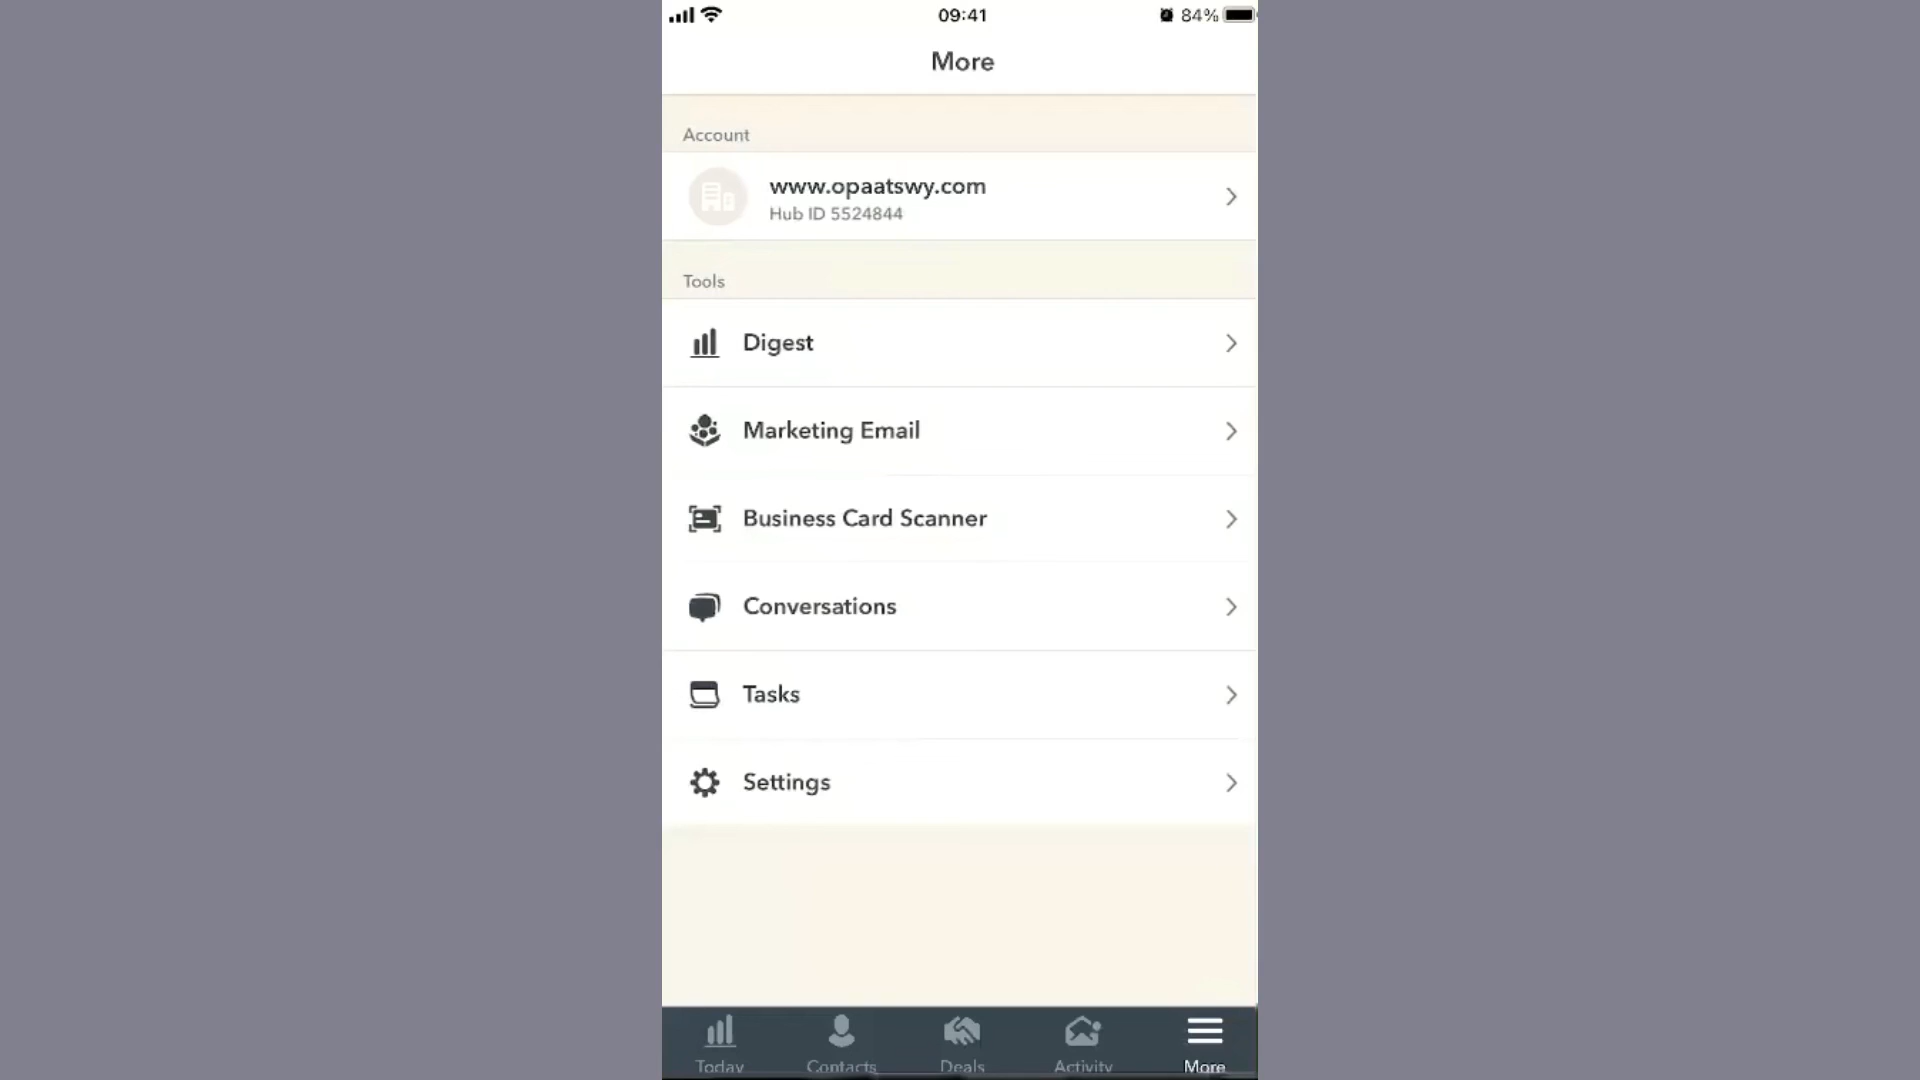 09:41
84%
More
Account
www.opaatswy.com
Hub ID 5524844
Tools
Digest
Marketing Email
Business Card Scanner
Conversations
Tasks
Settings
Today
Contacts
Deals
Activity
More